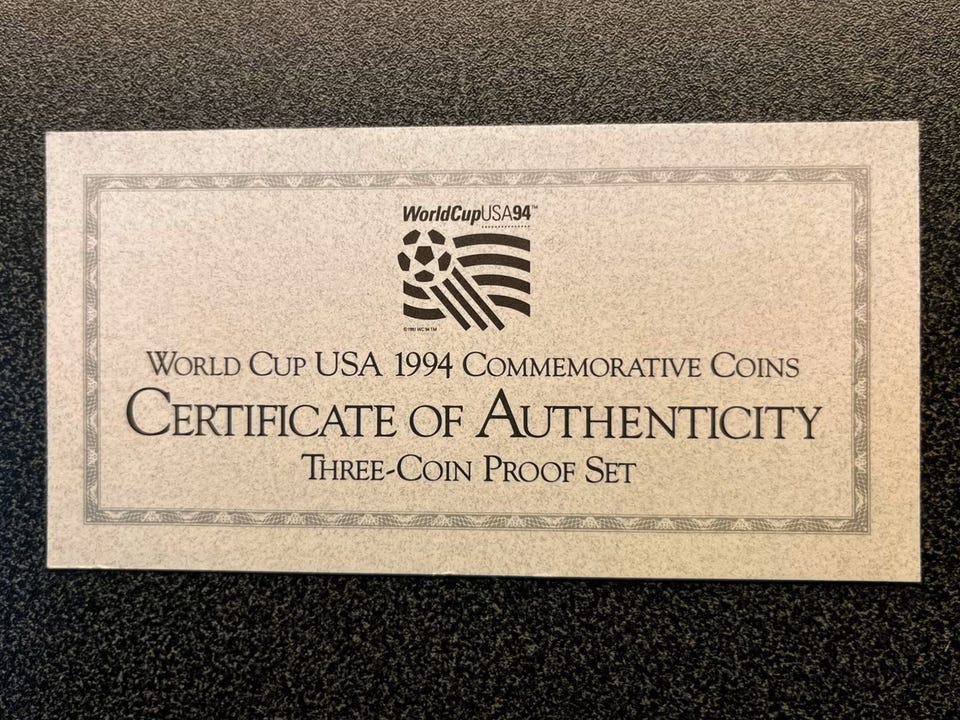 WorldCupUSA94™
WORLD CUP USA 1994 COMMEMORATIVE COINS
CERTIFICATE OF AUTHENTICITY
THREE-COIN PROOF SET